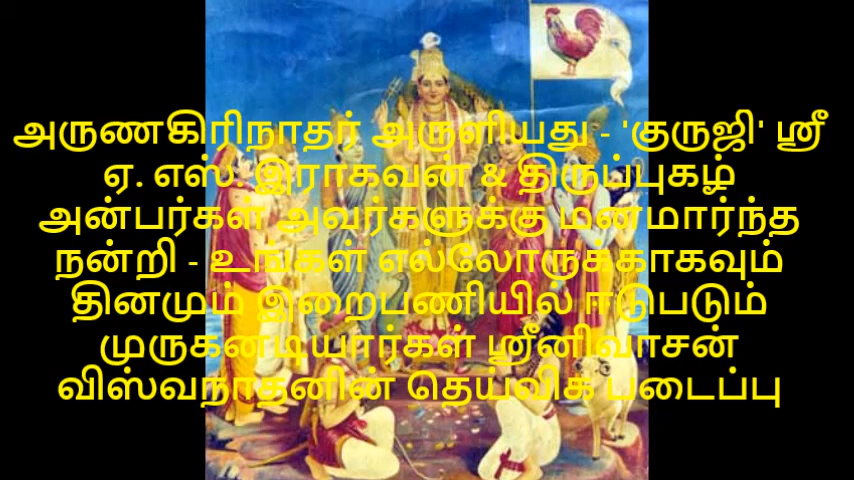 அருணகிரிநாதர் அருளியது - 'குருஜி' ஸ்ரீ
ஏ. எஸ். இராகவன் & திருப்புகழ்
அன்பர்கள் அவர்களுக்கு மனமார்ந்த
நன்றி - உங்கள் எல்லோருக்காகவும்
தினமும் இறைபணியில் ஈடுபடும்
முருகனடியார்கள் ஸ்ரீனிவாசன்
விஸ்வநாதனின் தெய்விக படைப்பு